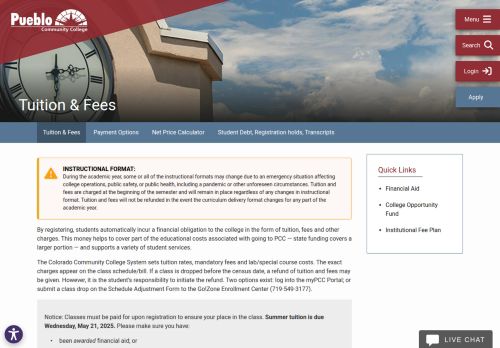 Pueblo
Community College
Menu
Search
Login
Apply
Tuition & Fees
Tuition & Fees
Payment Options
Net Price Calculator
Student Debt, Registration holds, Transcripts
INSTRUCTIONAL FORMAT:
During the academic year, some or all of the instructional formats may change due to an emergency situation affecting
college operations, public safety, or public health, including a pandemic or other unforeseen circumstances. Tuition and
fees are charged at the beginning of the semester and will remain in place regardless of any changes in instructional
format. Tuition and fees will not be refunded in the event the curriculum delivery format changes for any part of the
academic year.
By registering, students automatically incur a financial obligation to the college in the form of tuition, fees and other
charges. This money helps to cover part of the educational costs associated with going to PCC — state funding covers a
larger portion — and supports a variety of student services.
The Colorado Community College System sets tuition rates, mandatory fees and lab/special course costs. The exact
charges appear on the class schedule/bill. If a class is dropped before the census date, a refund of tuition and fees may
be given. However, it is the student's responsibility to initiate the refund. Two options exist: log into the myPCC Portal; or
submit a class drop on the Schedule Adjustment Form to the Go!Zone Enrollment Center (719-549-3177).
Notice: Classes must be paid for upon registration to ensure your place in the class. Summer tuition is due
Wednesday, May 21, 2025. Please make sure you have:
• been awarded financial aid; or
Quick Links
• Financial Aid
• College Opportunity
Fund
• Institutional Fee Plan
LIVE CHAT